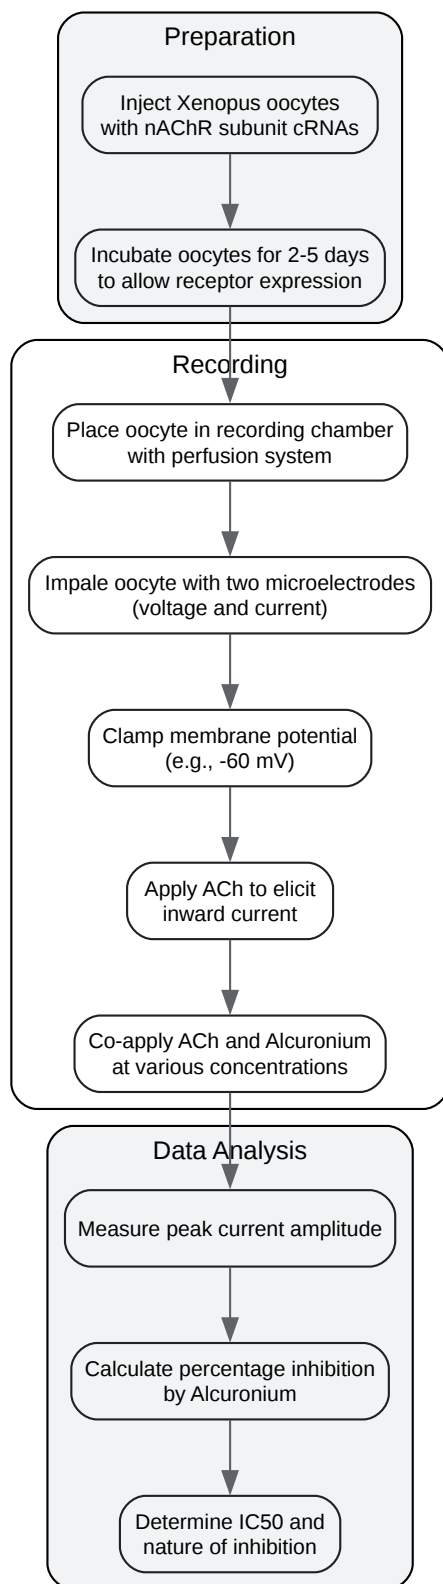 Preparation
Inject Xenopus oocytes
with nAChR subunit cRNAs
Incubate oocytes for 2-5 days
to allow receptor expression
Recording
Place oocyte in recording chamber
with perfusion system
Impale oocyte with two microelectrodes
(voltage and current)
Clamp membrane potential
(e.g., -60 mV)
Apply ACh to elicit
inward current
Co-apply ACh and Alcuronium
at various concentrations
Data Analysis
Measure peak current amplitude
Calculate percentage inhibition
by Alcuronium
Determine IC50 and
nature of inhibition